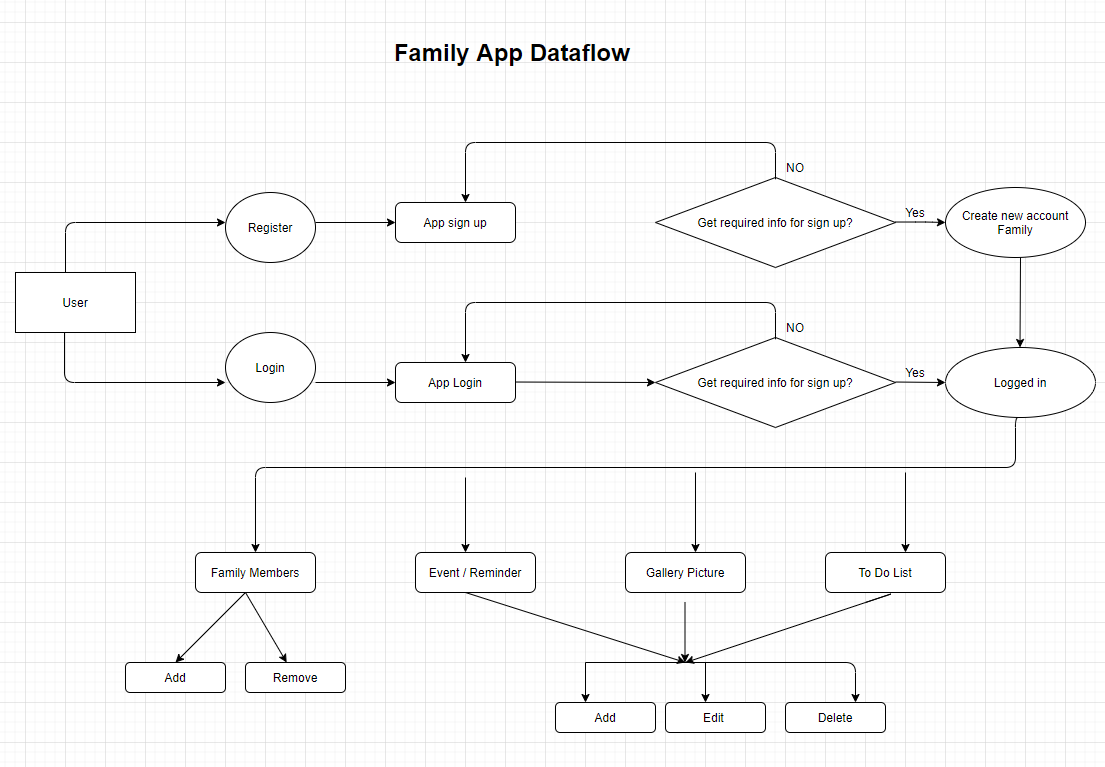 Family App Dataflow
NO
Register
App sign up
Get required info for sign up?
Yes
Create new account
Family
User
NO
Login
App Login
Get required info for sign up?
Yes
Logged in
Family Members
Event / Reminder
Gallery Picture
To Do List
Add
Remove
Add
Edit
Delete